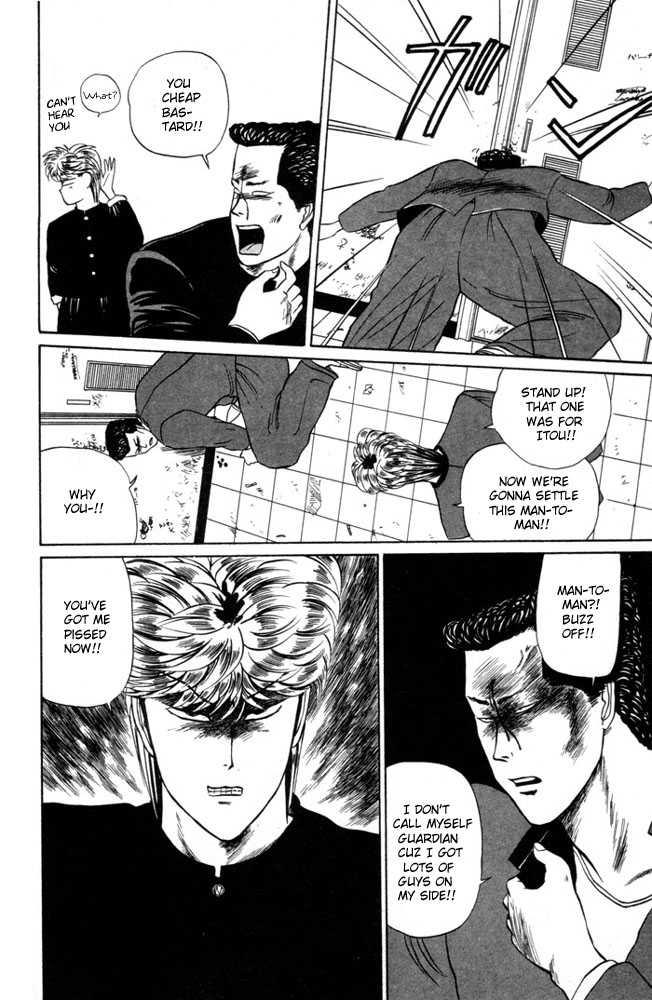 ガン
YOU
CHEAP
BAS-
TARD!!
What?
CAN'T
HEAR
YOU
STAND UP!
THAT ONE
WAS FOR
ITOU!!
NOW WE'RE
GONNA SETTLE
THIS MAN-TO-
MAN!!
WHY
YOU-!!
MAN-TO-
MAN?!
BUZZ
OFF!!
I DON'T
CALL MYSELF
GUARDIAN
CUZ I GOT
LOTS OF
GUYS ON
MY SIDE!!
YOU'VE
GOT ME
PISSED
NOW!!